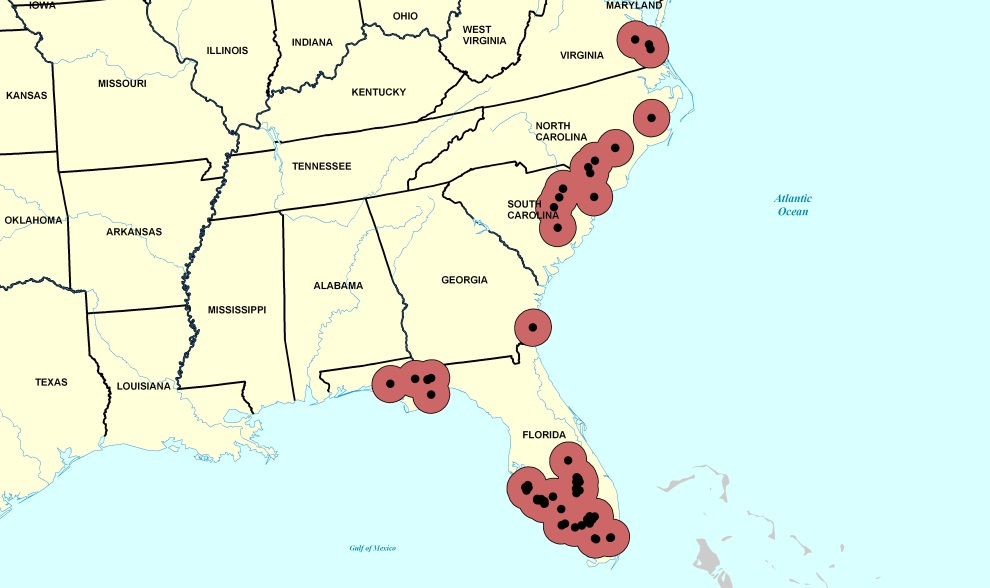 IOWA
MARYLAND
OHIO
WEST
VIRGINIA
INDIANA
ILLINOIS
VIRGINIA
MISSOURI
KANSAS
KENTUCKY
NORTH
CAROLINA
TENNESSEE
SOUTH
CAROLINA
Atlantic
Ocean
OKLAHOMA
ARKANSAS
GEORGIA
ALABAMA
MISSISSIPPI
TEXAS
LOUISIANA
FLORIDA
Gulf of Mexico